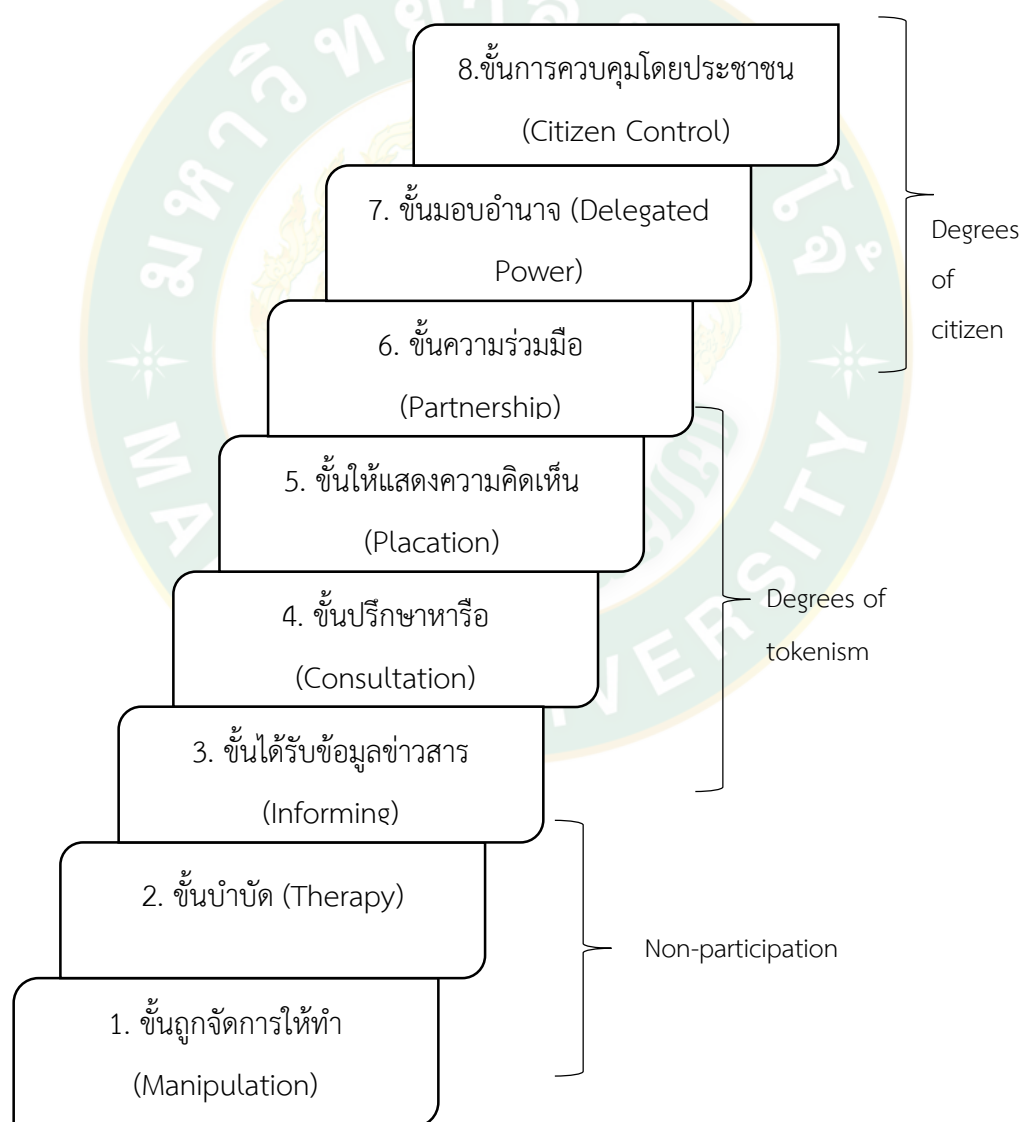 8.ขั้นการควบคุมโดยประชาชน
(Citizen Control)
7. ขั้นมอบอำนาจ (Delegated
Power)
Degrees
of
citizen
6. ขั้นความร่วมมือ
(Partnership)
5. ขั้นให้แสดงความคิดเห็น
(Placation)
4. ขั้นปรึกษาหารือ
(Consultation)
Degrees of
tokenism
3. ขั้นได้รับข้อมูลข่าวสาร
(Informing)
2. ขั้นบำบัด (Therapy)
Non-participation
1. ขั้นถูกจัดการให้ทำ
(Manipulation)